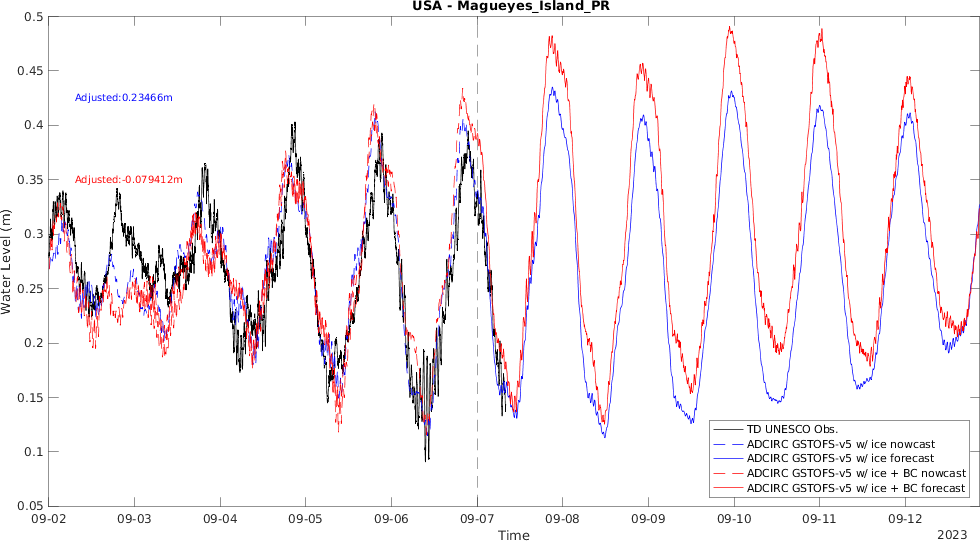 USA - Magueyes_Island_PR
0.5
0.45
0.4
0.35
0.3
0.25
0.2
0.15
0.1
0.05
Water Level (m)
Adjusted:0.23466m
Adjusted:-0.079412m
TD UNESCO Obs.
ADCIRC GSTOFS-v5 w/ ice nowcast
ADCIRC GSTOFS-v5 w/ ice forecast
ADCIRC GSTOFS-v5 w/ ice + BC nowcast
ADCIRC GSTOFS-v5 w/ ice + BC forecast
09-02 09-03 09-04 09-05 09-06 09-07 09-08 09-09 09-10 09-11 09-12
Time
2023